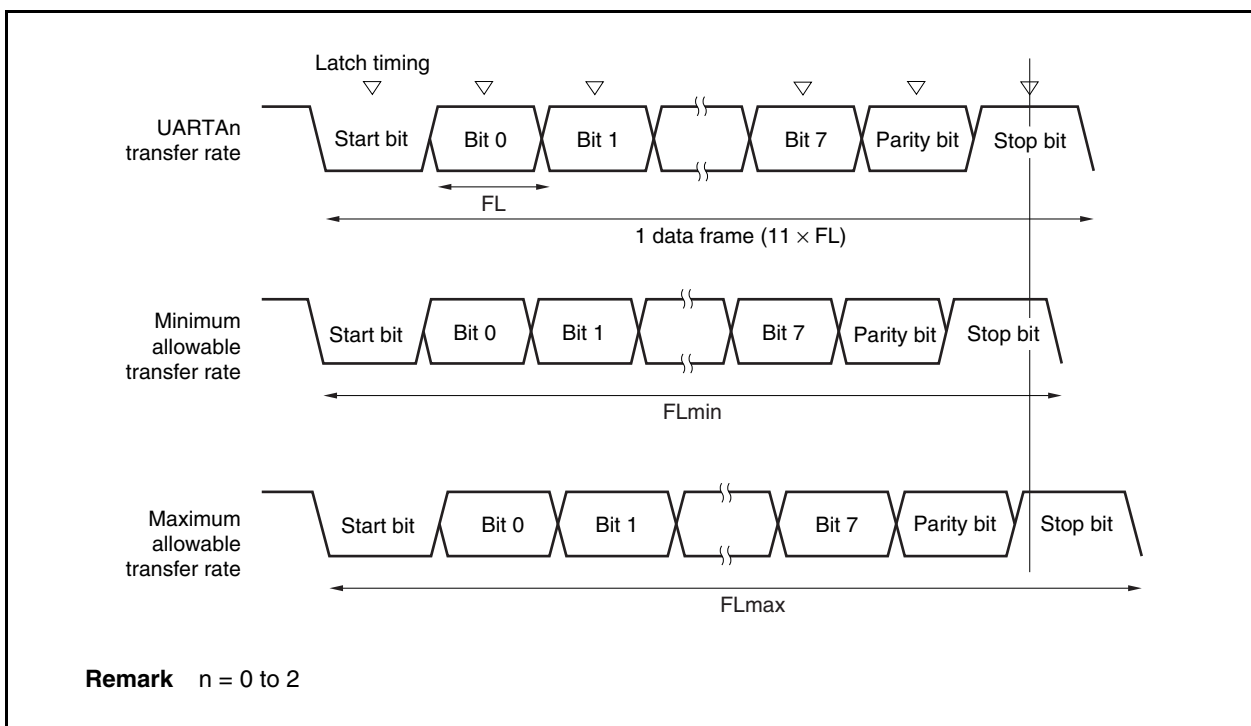 Latch timing
UARTAn
transfer rate
Start bit
Bit 0
Bit 1
Bit 7
Parity bit
Stop bit
FL
1 data frame (11 × FL)
Minimum
allowable
transfer rate
Start bit
Bit 0
Bit 1
Bit 7
Parity bit
Stop bit
FLmin
Maximum
allowable
transfer rate
Start bit
Bit 0
Bit 1
Bit 7
Parity bit
Stop bit
FLmax
Remark n = 0 to 2